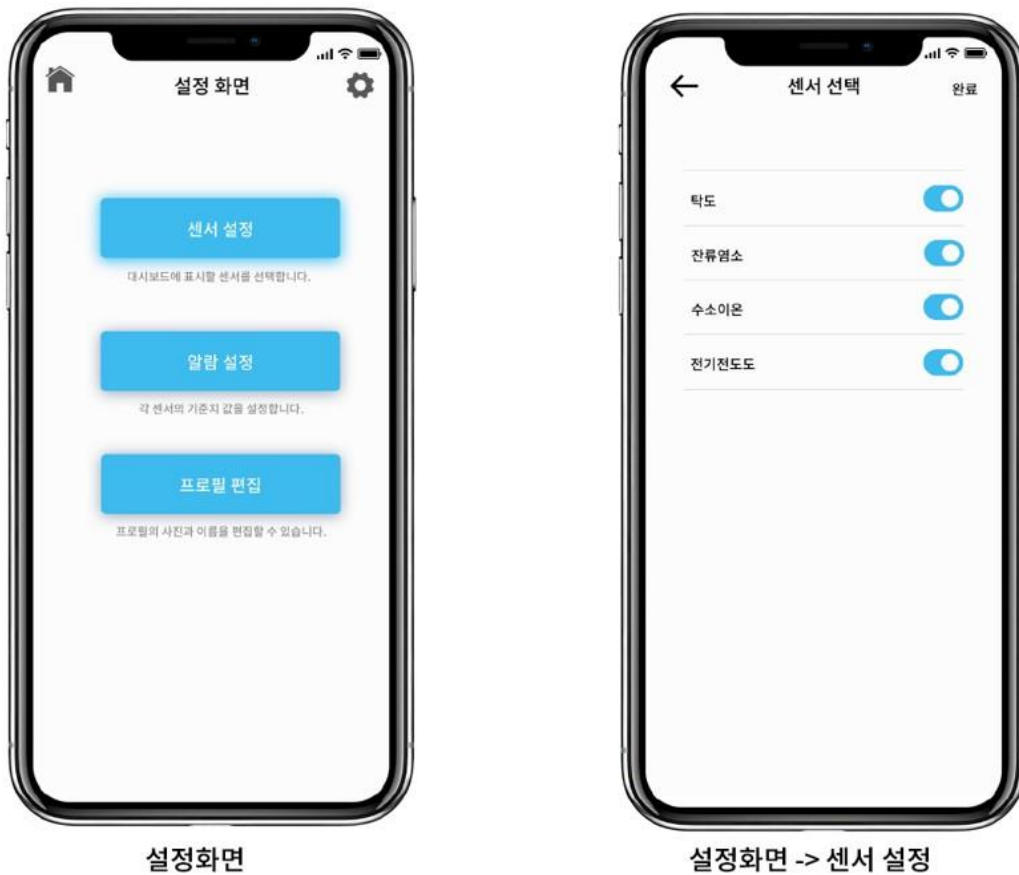 설정 화면
센서 설정
대시보드에 표시할 센서를 선택합니다.
알람 설정
각 센서의 기준치 값을 설정합니다.
프로필 편집
프로필의 사진과 이름을 편집할 수 있습니다.
설정화면
센서 선택
완료
탁도
잔류염소
수소이온
전기전도도
설정화면 -> 센서 설정